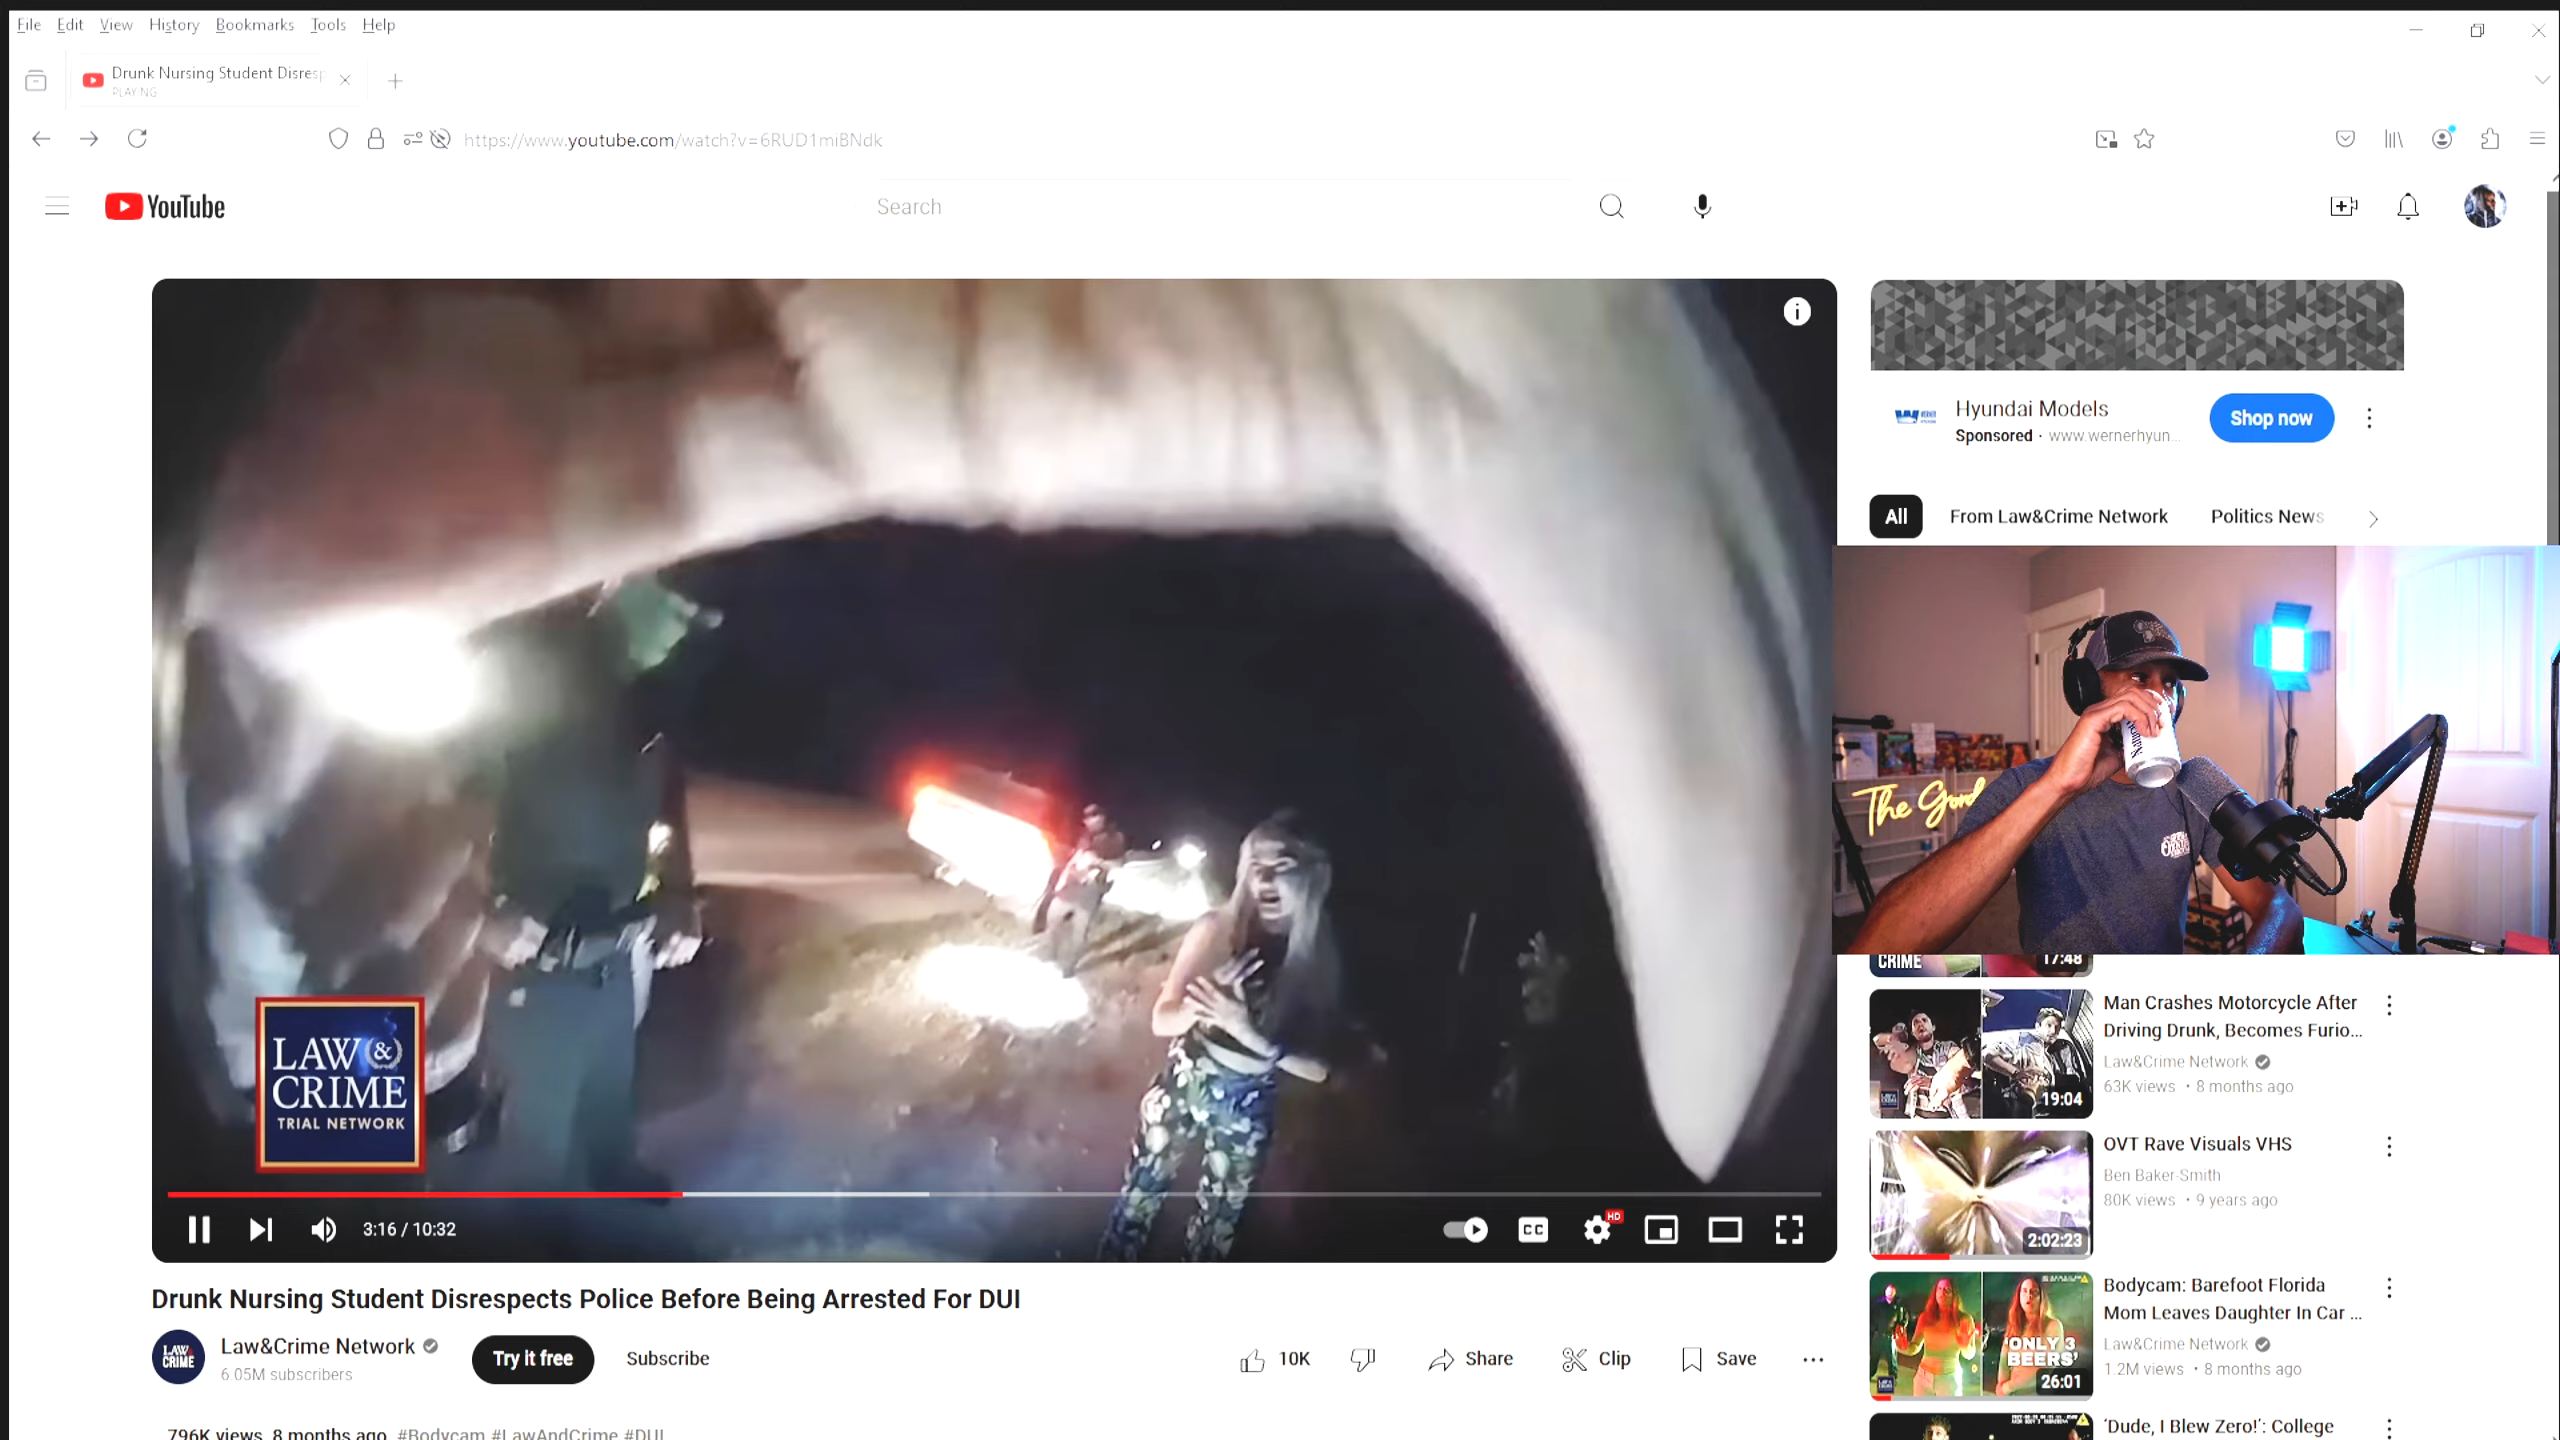 File Edit View History Bookmarks Tools Help
Drunk Nursing Student Disresp
PLAYING
https://www.youtube.com/watch?v=6RUD1miBNdk
YouTube
Search
Hyundai Models
Sponsored · www.wernerhyun...
Shop now
All From Law&Crime Network Politics News
The Good
CRIME
17:48
LAW &
CRIME
TRIAL NETWORK
3:16 / 10:32
CC
HD
Man Crashes Motorcycle After
Driving Drunk, Becomes Furio...
Law&Crime Network
63K views · 8 months ago
19:04
OVT Rave Visuals VHS
Ben Baker-Smith
80K views · 9 years ago
2:02:23
Bodycam: Barefoot Florida
Mom Leaves Daughter In Car ...
Law&Crime Network
1.2M views · 8 months ago
'ONLY 3
BEERS'
26:01
'Dude, I Blew Zero!': College
Drunk Nursing Student Disrespects Police Before Being Arrested For DUI
LAW&
CRIME
Law&Crime Network
6.05M subscribers
Try it free
Subscribe
10K
Share
Clip
Save
796K views 8 months ago #Bodycam #LawAndCrime #DUI